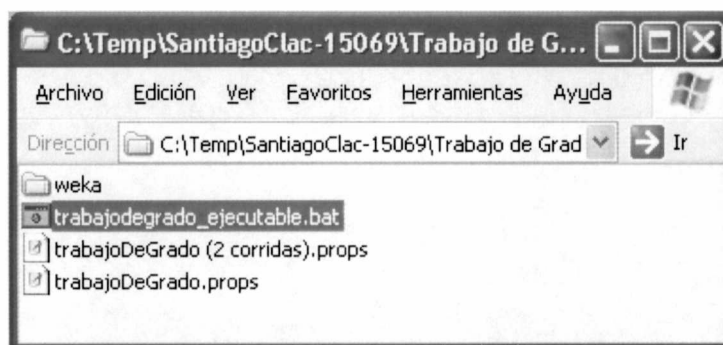 C:\Temp\SantiagoClac-15069\Trabajo de G...
Archivo Edición Ver Favoritos Herramientas Ayuda
Dirección C:\Temp\SantiagoClac-15069\Trabajo de Grad Ir
weka
trabajodegrado_ejecutable.bat
trabajoDeGrado (2 corridas).props
trabajoDeGrado.props